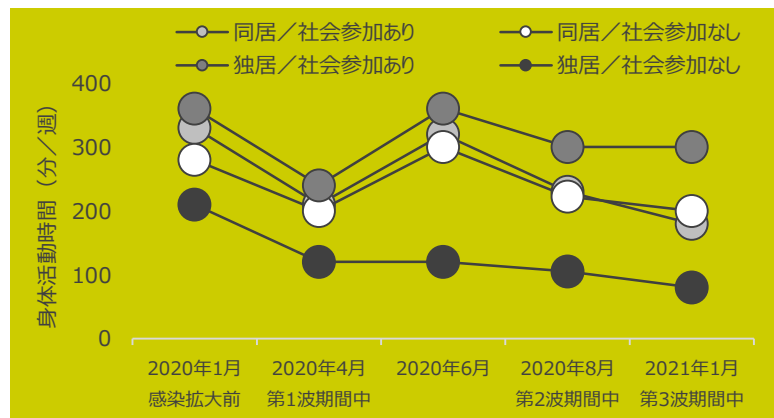 同居／社会参加あり 同居／社会参加なし
独居／社会参加あり 独居／社会参加なし
身体活動時間（分／週）
400
300
200
100
0
2020年1月 2020年4月 2020年6月 2020年8月 2021年1月
感染拡大前 第1波期間中 第2波期間中 第3波期間中